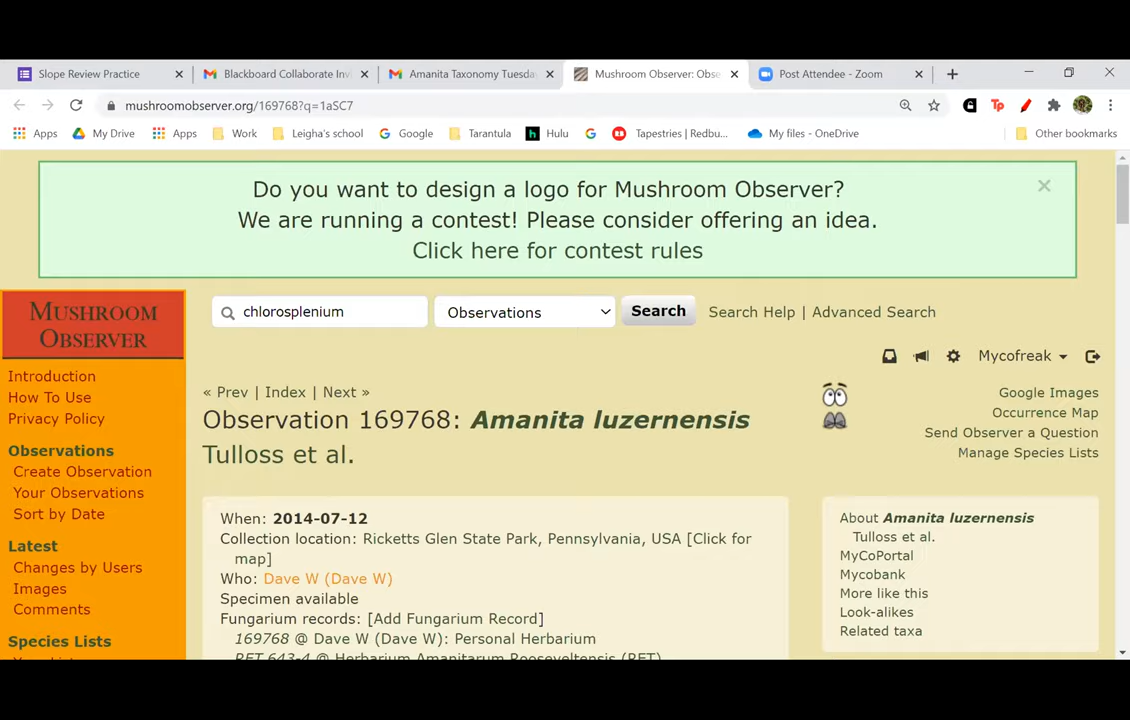 Slope Review Practice
Blackboard Collaborate Inv
Amanita Taxonomy Tuesda
Mushroom Observer: Obse
Post Attendee - Zoom
mushroomobserver.org/169768?q=1aSC7
Apps
My Drive
Apps
Work
Leigha's school
Google
Tarantula
Hulu
Tapestries | Redbu...
My files - OneDrive
Other bookmarks
Do you want to design a logo for Mushroom Observer?
We are running a contest! Please consider offering an idea.
Click here for contest rules
MUSHROOM
OBSERVER
chlorosplenium
Observations
Search
Search Help | Advanced Search
Mycofreak
Introduction
How To Use
Privacy Policy
Observations
Create Observation
Your Observations
Sort by Date
Latest
Changes by Users
Images
Comments
Species Lists
« Prev | Index | Next »
Observation 169768: Amanita luzernensis
Tulloss et al.
Google Images
Occurrence Map
Send Observer a Question
Manage Species Lists
When: 2014-07-12
Collection location: Ricketts Glen State Park, Pennsylvania, USA [Click for
map]
Who: Dave W (Dave W)
Specimen available
Fungarium records: [Add Fungarium Record]
169768 @ Dave W (Dave W): Personal Herbarium
RET 643-4 @ Herbarium Amanitarum Rooseveltensis (RET)
About Amanita luzernensis
Tulloss et al.
MyCoPortal
Mycobank
More like this
Look-alikes
Related taxa